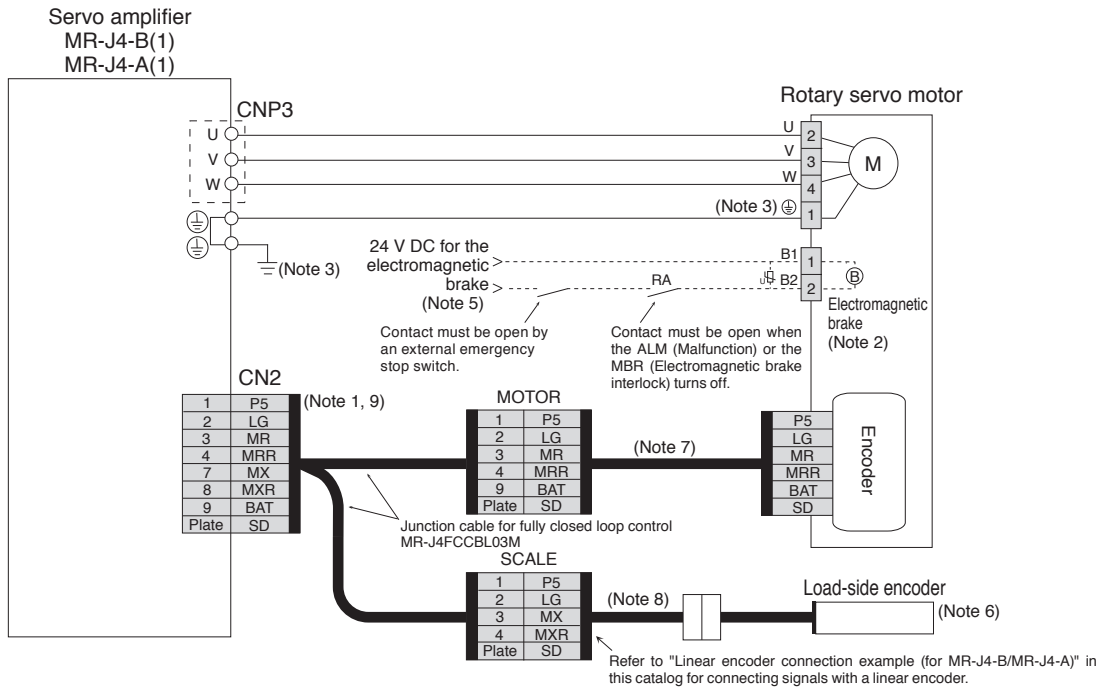 Servo amplifier
MR-J4-B(1)
MR-J4-A(1)
CNP3
Rotary servo motor
U
V
W
U
V
W
2
3
4
1
M
(Note 3)
(Note 3)
24 V DC for the
electromagnetic
brake
(Note 5)
RA
B1
B2
U
1
2
B
Electromagnetic
brake
(Note 2)
Contact must be open by
an external emergency
stop switch.
Contact must be open when
the ALM (Malfunction) or the
MBR (Electromagnetic brake
interlock) turns off.
CN2
1 P5
2 LG
3 MR
4 MRR
7 MX
8 MXR
9 BAT
Plate SD
(Note 1, 9)
MOTOR
1 P5
2 LG
3 MR
4 MRR
9 BAT
Plate SD
(Note 7)
P5
LG
MR
MRR
BAT
SD
Encoder
Junction cable for fully closed loop control
MR-J4FCCBL03M
SCALE
1 P5
2 LG
3 MX
4 MXR
Plate SD
(Note 8)
Load-side encoder
(Note 6)
Refer to "Linear encoder connection example (for MR-J4-B/MR-J4-A)" in
this catalog for connecting signals with a linear encoder.